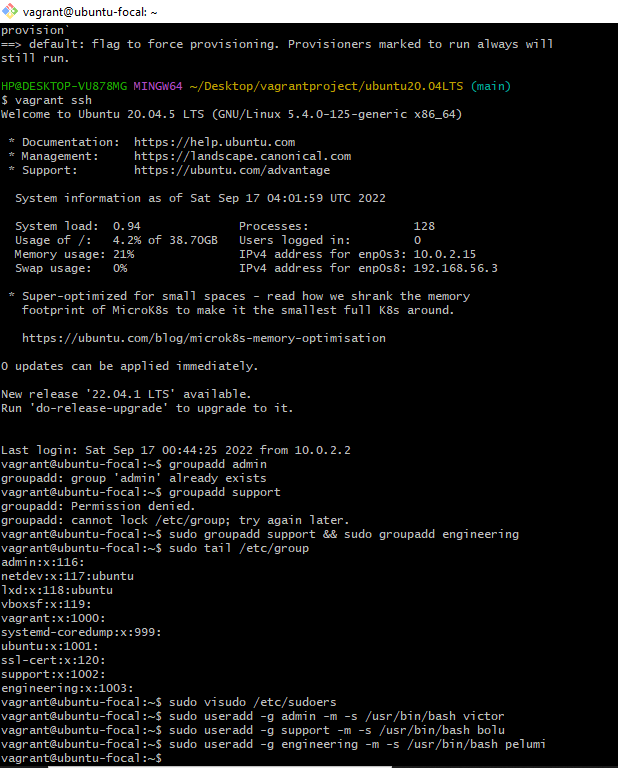 vagrant@ubuntu-focal: ~
provision`
==> default: flag to force provisioning. Provisioners marked to run always will
still run.
HP@DESKTOP-VU878MG MINGW64 ~/Desktop/vagrantproject/ubuntu20.04LTS (main)
$ vagrant ssh
Welcome to Ubuntu 20.04.5 LTS (GNU/Linux 5.4.0-125-generic x86_64)
* Documentation:  https://help.ubuntu.com
* Management:     https://landscape.canonical.com
* Support:        https://ubuntu.com/advantage
System information as of Sat Sep 17 04:01:59 UTC 2022
System load:  0.94              Processes:               128
Usage of /:   4.2% of 38.70GB   Users logged in:         0
Memory usage: 21%               IPv4 address for enp0s3: 10.0.2.15
Swap usage:   0%                IPv4 address for enp0s8: 192.168.56.3
* Super-optimized for small spaces - read how we shrank the memory
footprint of MicroK8s to make it the smallest full K8s around.
https://ubuntu.com/blog/microk8s-memory-optimisation
0 updates can be applied immediately.
New release '22.04.1 LTS' available.
Run 'do-release-upgrade' to upgrade to it.
Last login: Sat Sep 17 00:44:25 2022 from 10.0.2.2
vagrant@ubuntu-focal:~$ groupadd admin
groupadd: group 'admin' already exists
vagrant@ubuntu-focal:~$ groupadd support
groupadd: Permission denied.
groupadd: cannot lock /etc/group; try again later.
vagrant@ubuntu-focal:~$ sudo groupadd support && sudo groupadd engineering
vagrant@ubuntu-focal:~$ sudo tail /etc/group
admin:x:116:
netdev:x:117:ubuntu
lxd:x:118:ubuntu
vboxsf:x:119:
vagrant:x:1000:
systemd-coredump:x:999:
ubuntu:x:1001:
ssl-cert:x:120:
support:x:1002:
engineering:x:1003:
vagrant@ubuntu-focal:~$ sudo visudo /etc/sudoers
vagrant@ubuntu-focal:~$ sudo useradd -g admin -m -s /usr/bin/bash victor
vagrant@ubuntu-focal:~$ sudo useradd -g support -m -s /usr/bin/bash bolu
vagrant@ubuntu-focal:~$ sudo useradd -g engineering -m -s /usr/bin/bash pelumi
vagrant@ubuntu-focal:~$